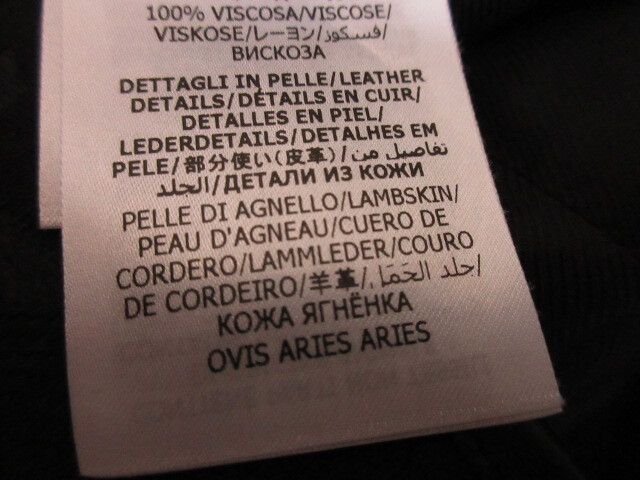 100% VISCOSA/VISCOSE/
VISKOSE/レーヨン/فسكوز/
ВИСКОЗА
DETTAGLI IN PELLE/LEATHER
DETAILS/DÉTAILS EN CUIR/
DETALLES EN PIEL/
LEDERDETAILS/DETALHES EM
PELE/部分使い(皮革)/تفاصيل من
الجلد/ДЕТАЛИ ИЗ КОЖИ
PELLE DI AGNELLO/LAMBSKIN/
PEAU D'AGNEAU/CUERO DE
CORDERO/LAMMLEDER/COURO
DE CORDEIRO/羊革/جلد الحَمَل/
КОЖА ЯГНЁНКА
OVIS ARIES ARIES